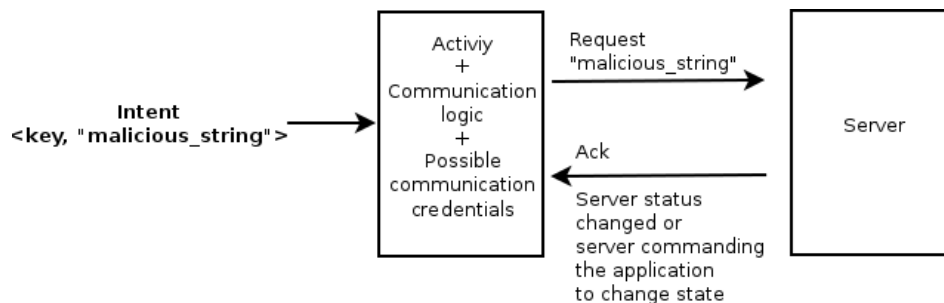 Intent
<key, "malicious_string">
Activiy
+
Communication
logic
+
Possible
communication
credentials
Request
"malicious_string"
Ack
Server status
changed or
server commanding
the application
to change state
Server